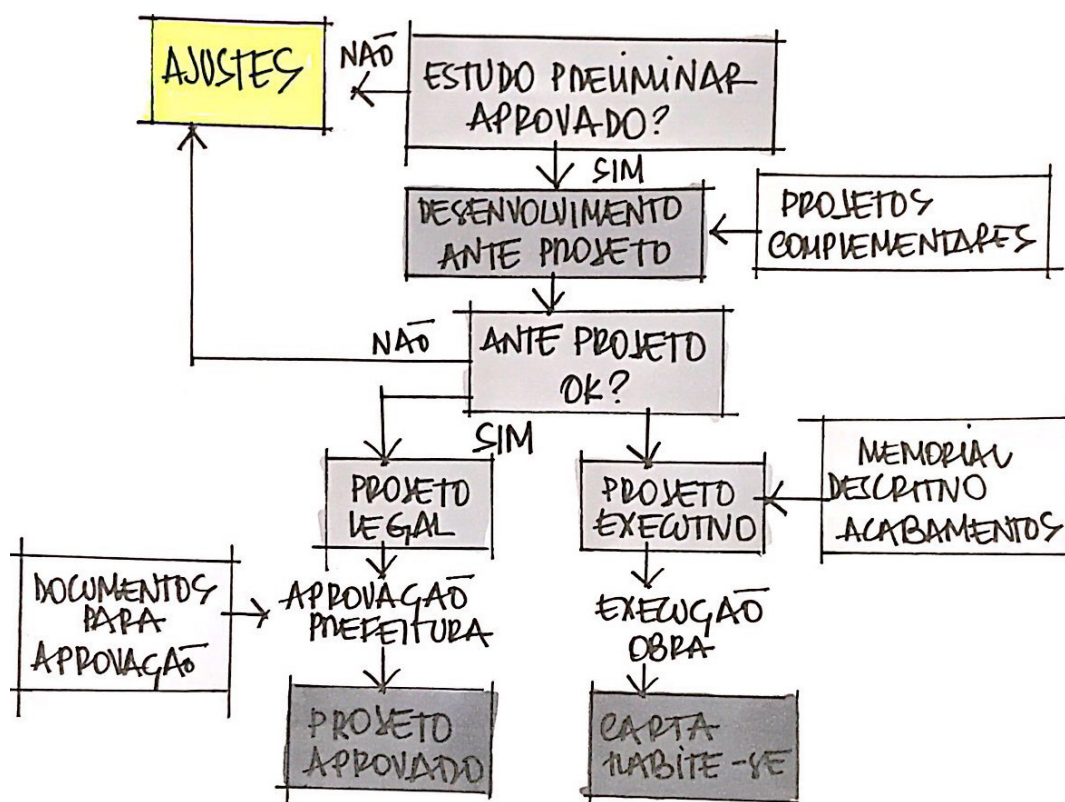 AJUSTES
NÃO
ESTUDO PRELIMINAR
APROVADO?
SIM
DESENVOLVIMENTO
ANTE PROJETO
PROJETOS
COMPLEMENTARES
NÃO
ANTE PROJETO
OK?
SIM
PROJETO
LEGAL
PROJETO
EXECUTIVO
MEMORIAL
DESCRITIVO
ACABAMENTOS
DOCUMENTOS
PARA
APROVAÇÃO
APROVAÇÃO
PREFEITURA
EXECUÇÃO
OBRA
PROJETO
APROVADO
CARTA
HABITE-SE